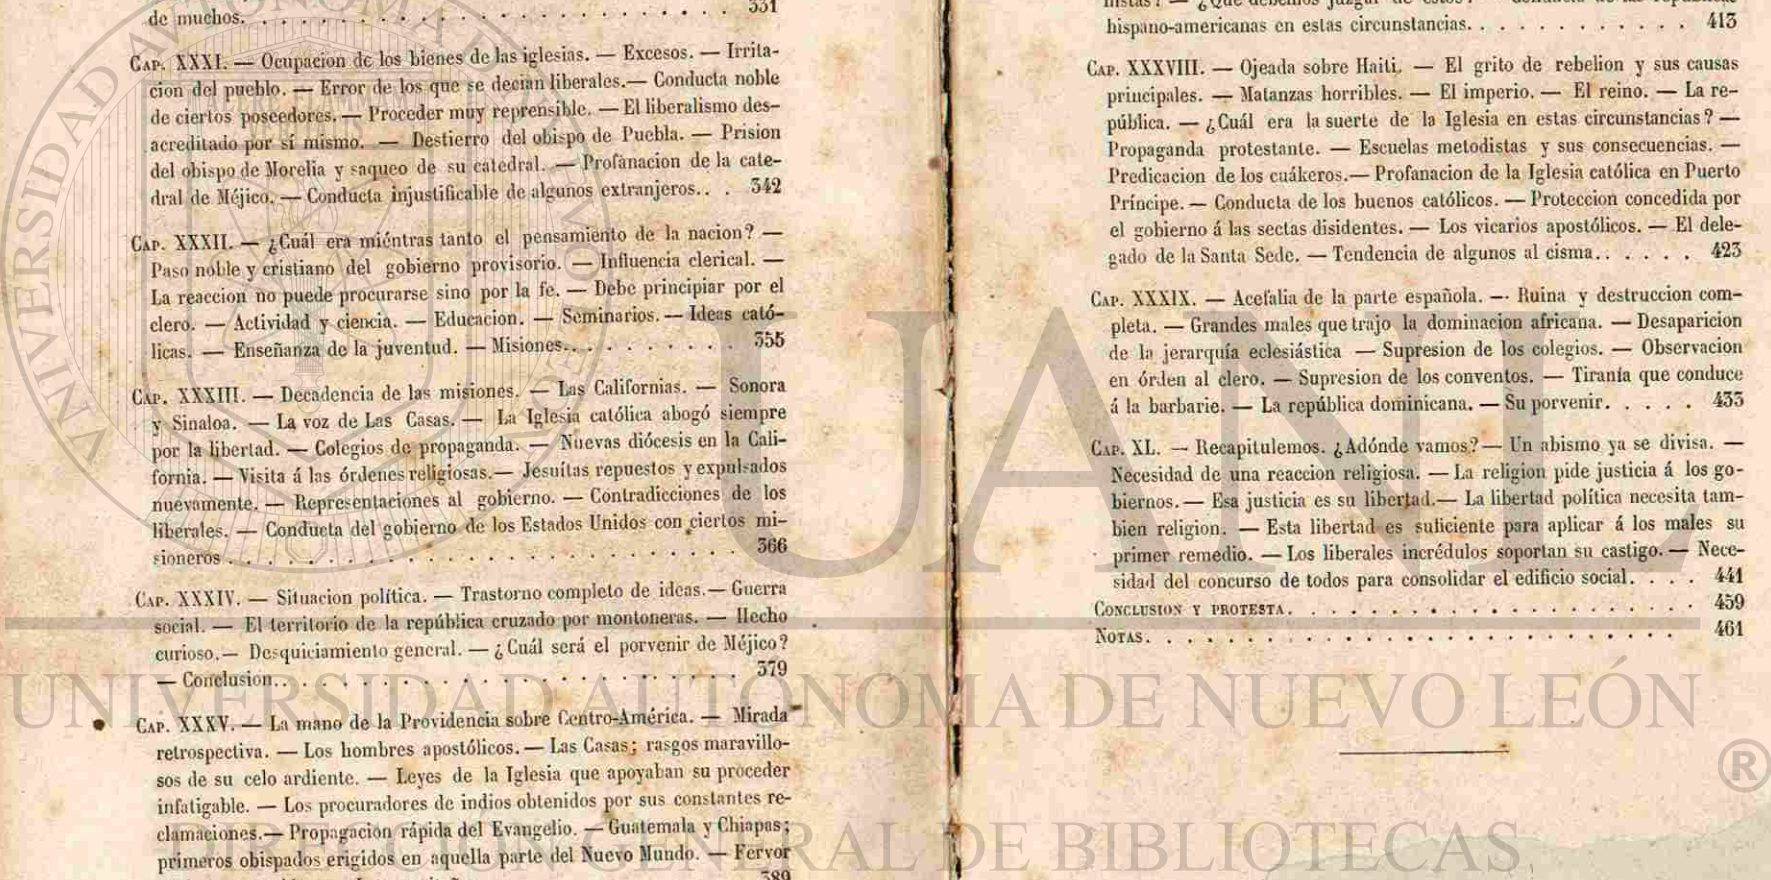 de muchos. . . . . . . . . . . . . . . . . . . . . . . 331
CAP. XXXI. — Ocupacion de los bienes de las iglesias. — Excesos. — Irrita-
cion del pueblo. — Error de los que se decian liberales. — Conducta noble
de ciertos poseedores. — Proceder muy reprensible. — El liberalismo des-
acreditado por sí mismo. — Destierro del obispo de Puebla. — Prision
del obispo de Morelia y saqueo de su catedral. — Profanacion de la cate-
dral de Méjico. — Conducta injustificable de algunos extranjeros. . . 342
CAP. XXXII. — ¿Cuál era miéntras tanto el pensamiento de la nacion? —
Paso noble y cristiano del gobierno provisorio. — Influencia clerical. —
La reaccion no puede procurarse sino por la fe. — Debe principiar por el
clero. — Actividad y ciencia. — Educacion. — Seminarios. — Ideas cató-
licas. — Enseñanza de la juventud. — Misiones. . . . . . . . . 355
CAP. XXXIII. — Decadencia de las misiones. — Las Californias. — Sonora
y Sinaloa. — La voz de Las Casas. — La Iglesia católica abogó siempre
por la libertad. — Colegios de propaganda. — Nuevas diócesis en la Cali-
fornia. — Visita á las órdenes religiosas. — Jesuítas repuestos y expulsados
nuevamente. — Representaciones al gobierno. — Contradicciones de los
liberales. — Conducta del gobierno de los Estados Unidos con ciertos mi-
sioneros . . . . . . . . . . . . . . . . . . . . . . . . 366
CAP. XXXIV. — Situacion política. — Trastorno completo de ideas. — Guerra
social. — El territorio de la república cruzado por montoneras. — Hecho
curioso. — Desquiciamiento general. — ¿Cuál será el porvenir de Méjico?
— Conclusion. . . . . . . . . . . . . . . . . . . . . . 379
CAP. XXXV. — La mano de la Providencia sobre Centro-América. — Mirada
retrospectiva. — Los hombres apostólicos. — Las Casas; rasgos maravillo-
sos de su celo ardiente. — Leyes de la Iglesia que apoyaban su proceder
infatigable. — Los procuradores de indios obtenidos por sus constantes re-
clamaciones. — Propagacion rápida del Evangelio. — Guatemala y Chiapas;
primeros obispados erigidos en aquella parte del Nuevo Mundo. — Fervor
389
hispano-americanas en estas circunstancias. . . . . . . . . . . . 413
CAP. XXXVIII. — Ojeada sobre Haiti. — El grito de rebelion y sus causas
principales. — Matanzas horribles. — El imperio. — El reino. — La re-
pública. — ¿Cuál era la suerte de la Iglesia en estas circunstancias? —
Propaganda protestante. — Escuelas metodistas y sus consecuencias. —
Predicacion de los cuákeros. — Profanacion de la Iglesia católica en Puerto
Príncipe. — Conducta de los buenos católicos. — Proteccion concedida por
el gobierno á las sectas disidentes. — Los vicarios apostólicos. — El dele-
gado de la Santa Sede. — Tendencia de algunos al cisma. . . . . . 423
CAP. XXXIX. — Acefalia de la parte española. — Ruina y destruccion com-
pleta. — Grandes males que trajo la dominacion africana. — Desaparicion
de la jerarquía eclesiástica — Supresion de los colegios. — Observacion
en órden al clero. — Supresion de los conventos. — Tiranía que conduce
á la barbarie. — La república dominicana. — Su porvenir. . . . . . 433
CAP. XL. — Recapitulemos. ¿Adónde vamos? — Un abismo ya se divisa. —
Necesidad de una reaccion religiosa. — La religion pide justicia á los go-
biernos. — Esa justicia es su libertad. — La libertad política necesita tam-
bien religion. — Esta libertad es suficiente para aplicar á los males su
primer remedio. — Los liberales incrédulos soportan su castigo. — Nece-
sidad del concurso de todos para consolidar el edificio social. . . . . 441
CONCLUSION Y PROTESTA. . . . . . . . . . . . . . . . . . . . 459
NOTAS. . . . . . . . . . . . . . . . . . . . . . . . . . 461
UANL
UNIVERSIDAD AUTÓNOMA DE NUEVO LEÓN
®
DIRECCIÓN GENERAL DE BIBLIOTECAS